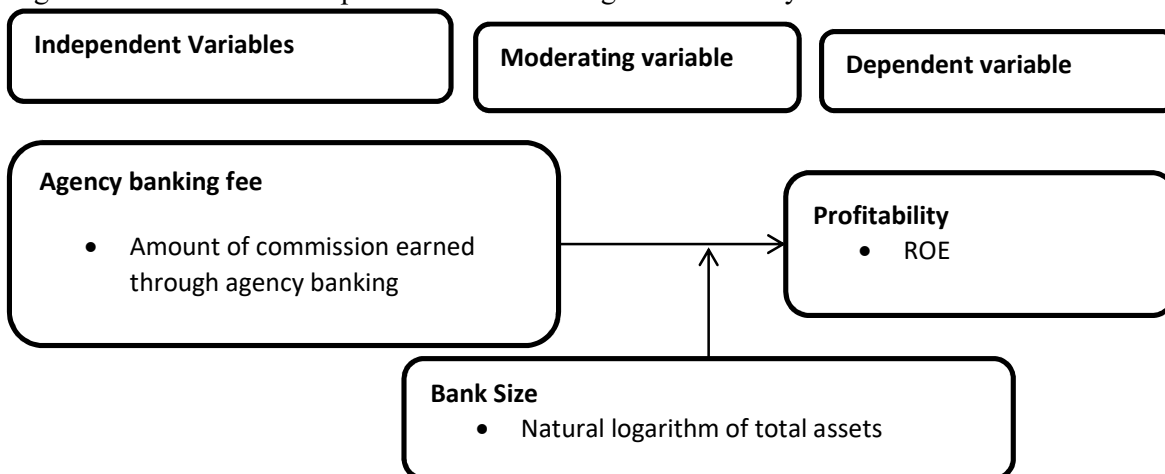 Independent Variables
Moderating variable
Dependent variable
Agency banking fee
• Amount of commission earned
through agency banking
Profitability
• ROE
Bank Size
• Natural logarithm of total assets